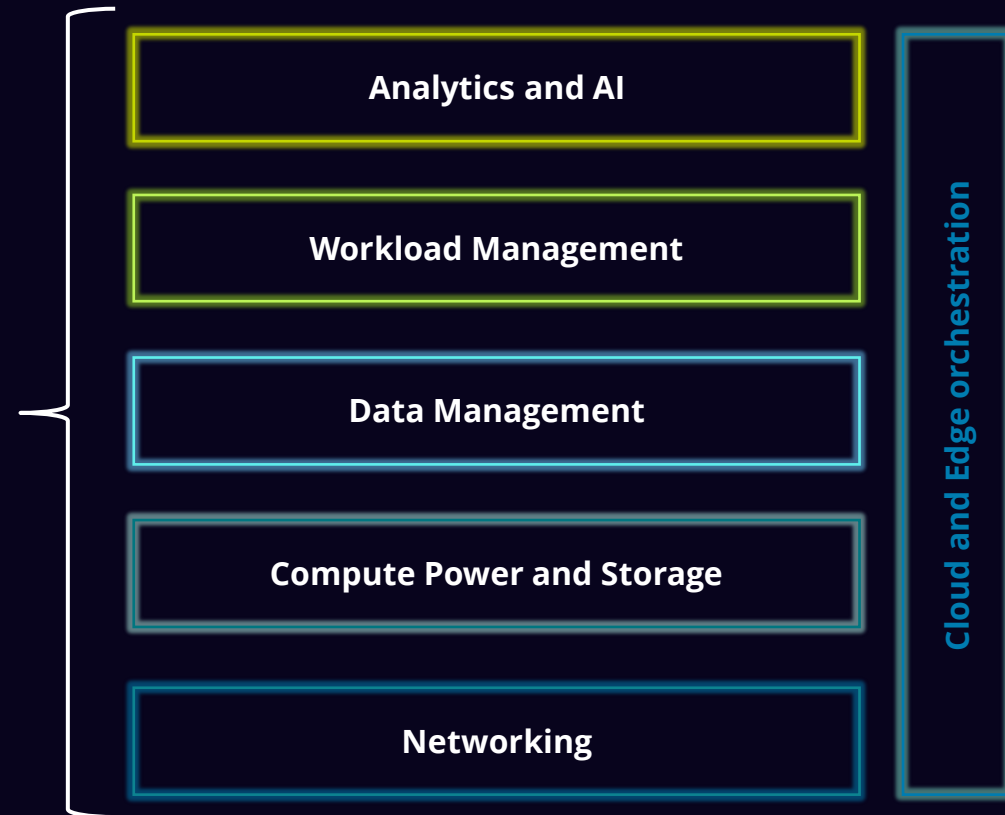 Analytics and AI
Workload Management
Data Management
Compute Power and Storage
Networking
Cloud and Edge orchestration